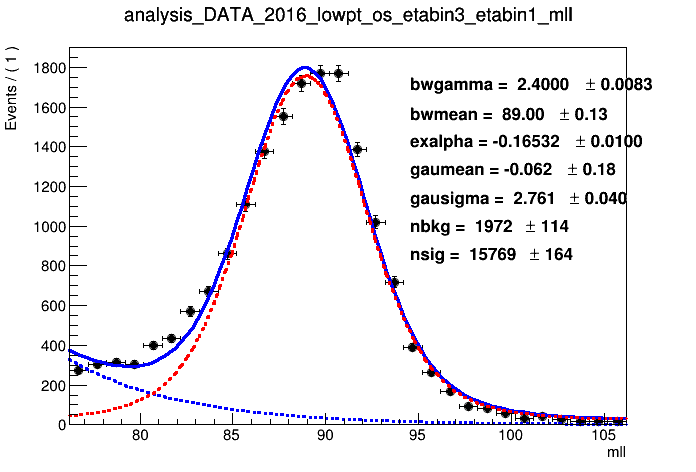 analysis_DATA_2016_lowpt_os_etabin3_etabin1_mll
Events / ( 1 )
1800
1600
1400
1200
1000
800
600
400
200
0
bwgamma = 2.4000 ± 0.0083
bwmean = 89.00 ± 0.13
exalpha = -0.16532 ± 0.0100
gaumean = -0.062 ± 0.18
gausigma = 2.761 ± 0.040
nbkg = 1972 ± 114
nsig = 15769 ± 164
80 85 90 95 100 105
mll